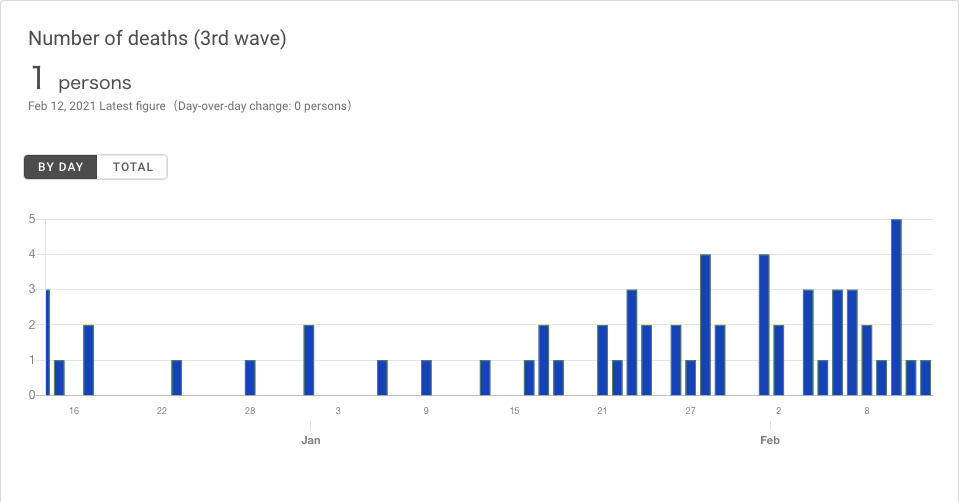 Number of deaths (3rd wave)
1 persons
Feb 12, 2021 Latest figure（Day-over-day change: 0 persons）
BY DAY TOTAL
5
4
3
2
1
0
16 22 28 3 9 15 21 27 2 8
Jan Feb